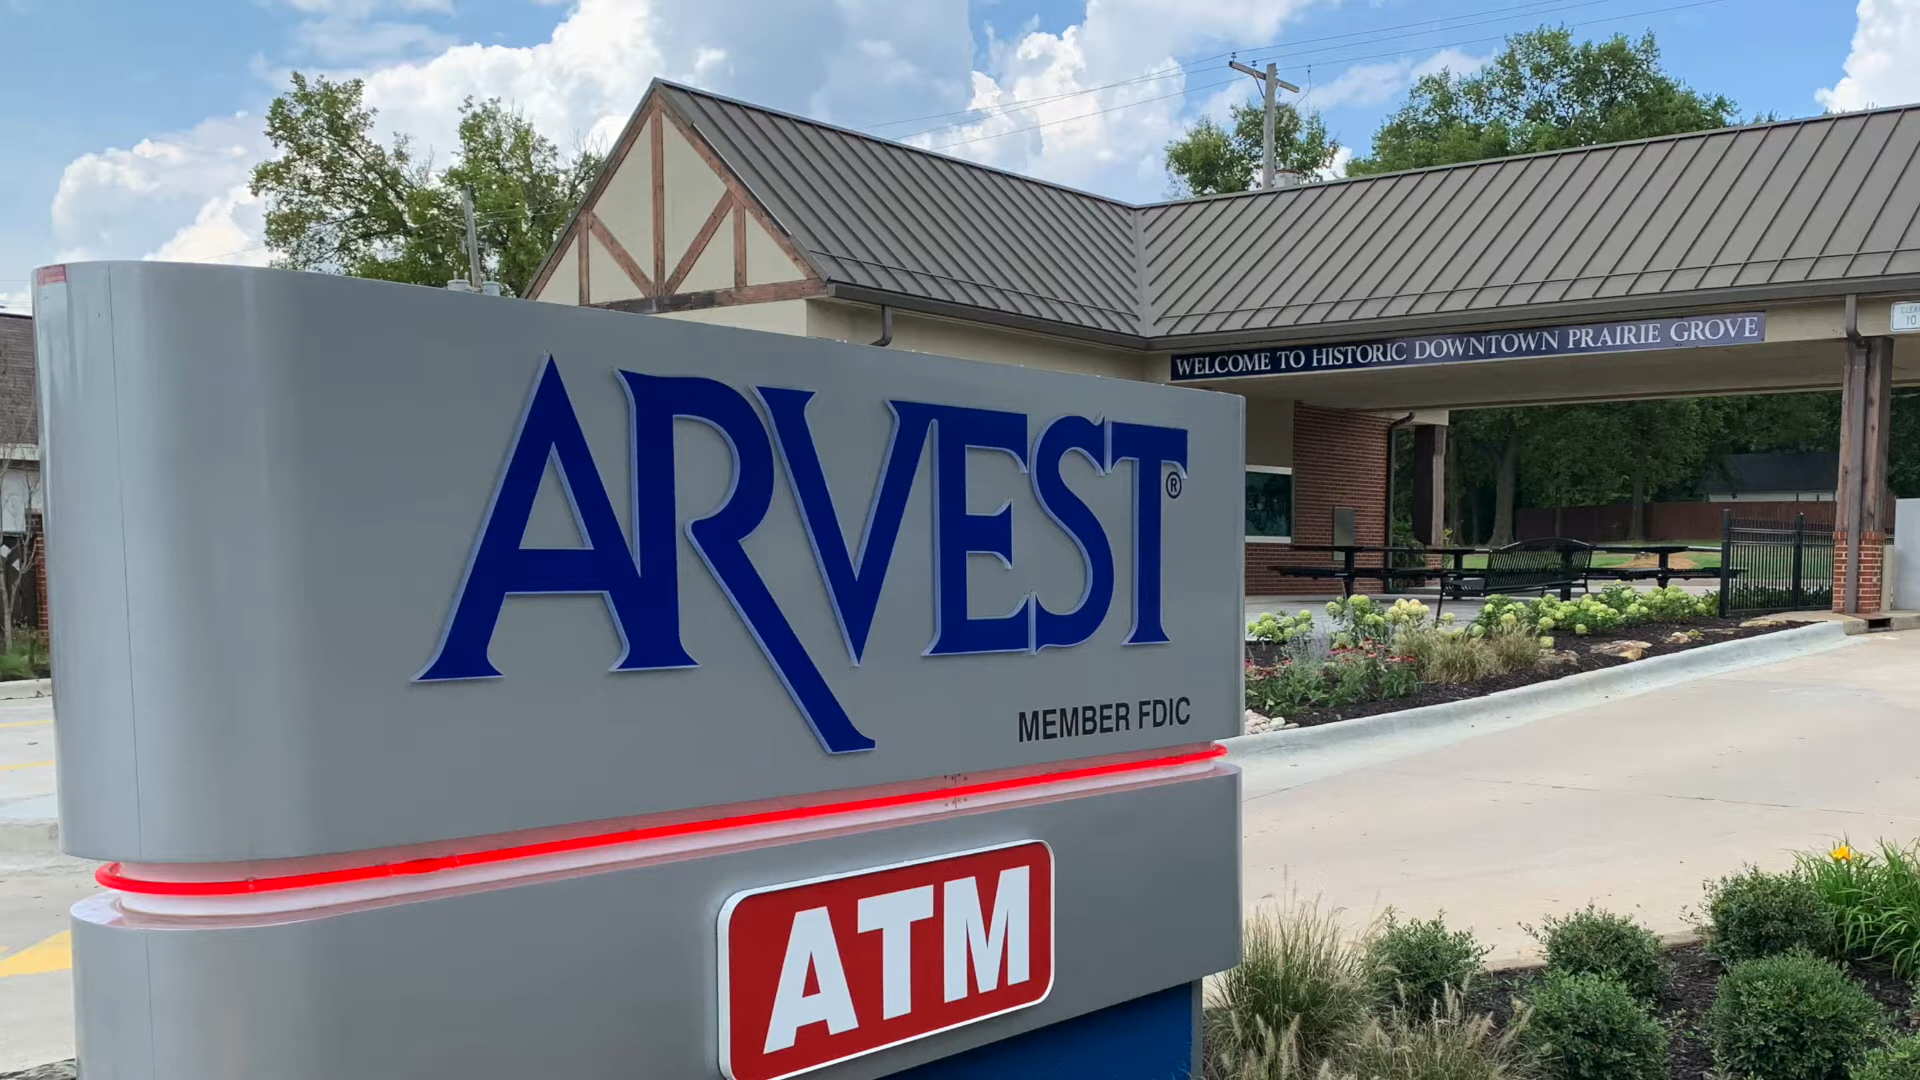 WELCOME TO HISTORIC DOWNTOWN PRAIRIE GROVE
ARVEST®
MEMBER FDIC
ATM